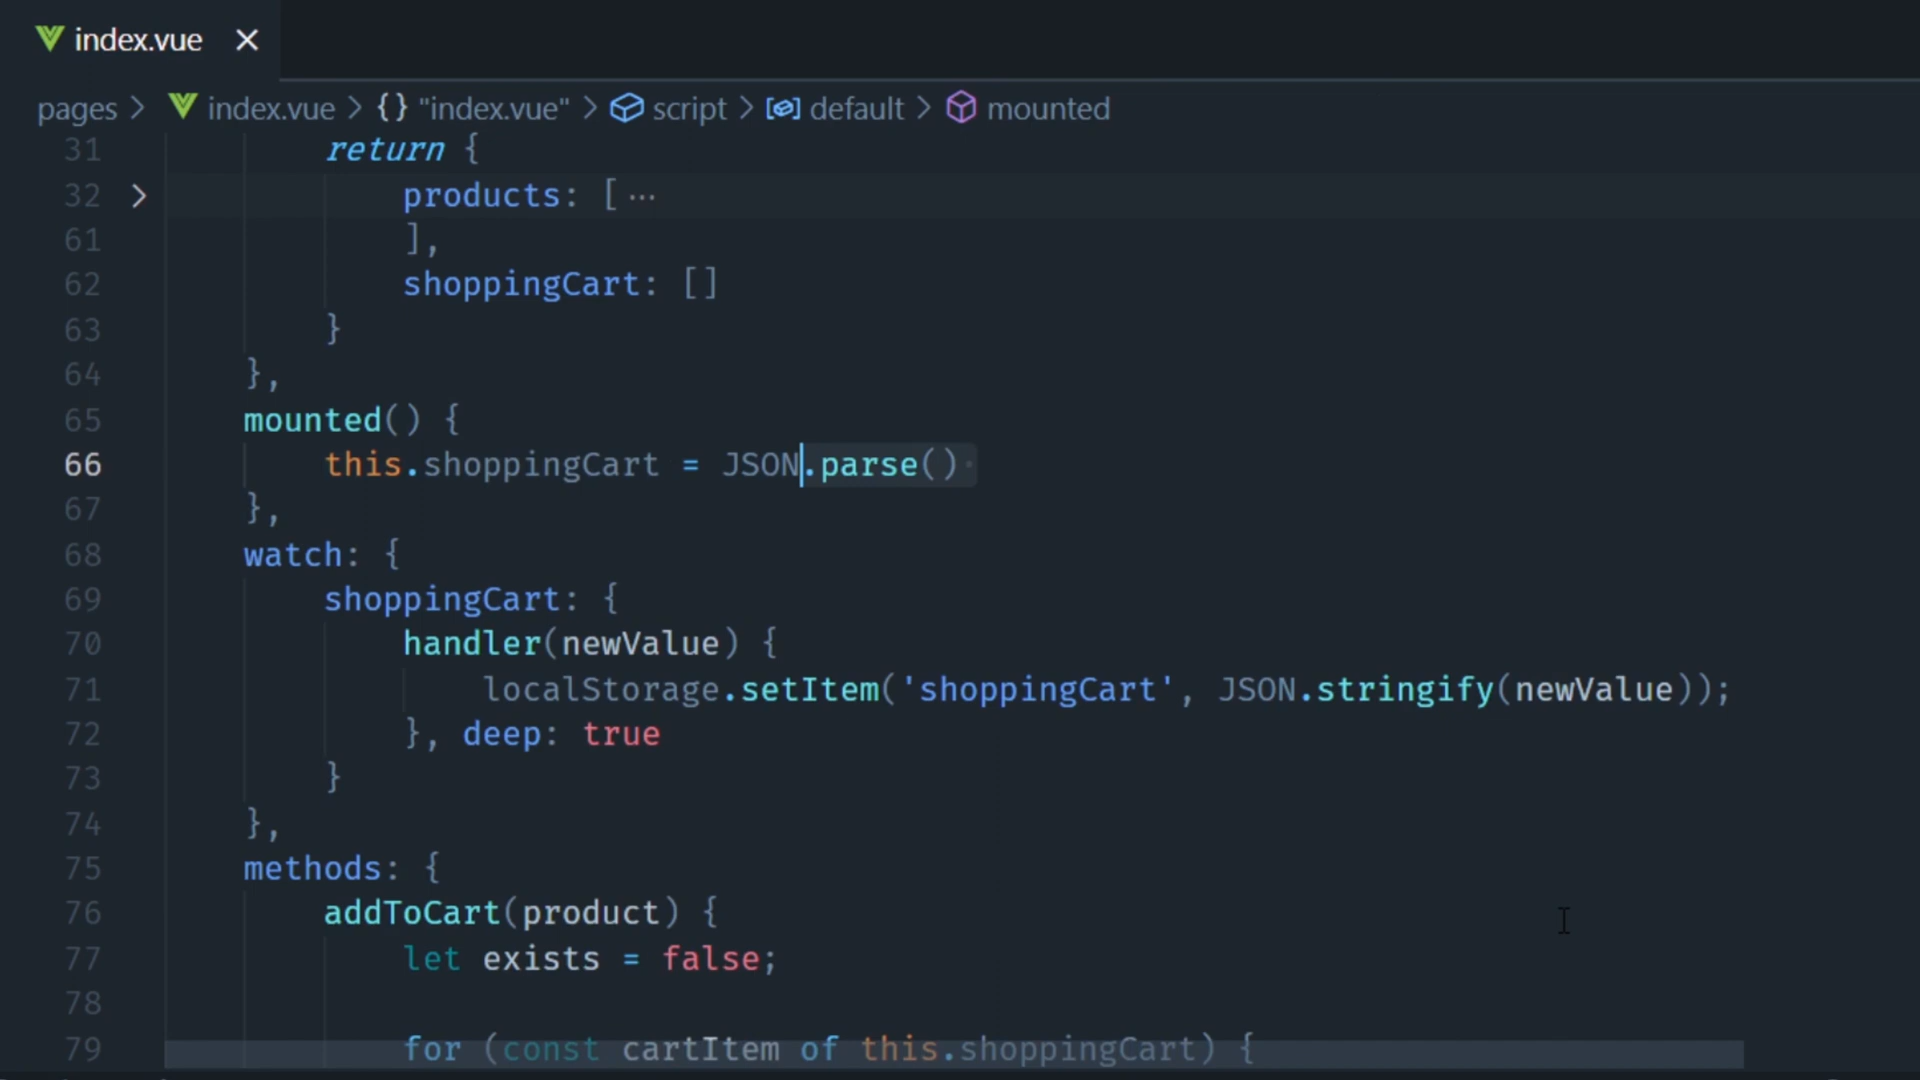 index.vue ×
pages > index.vue > {} "index.vue" > script > default > mounted
31 return {
32 > products: [ ···
61 ],
62 shoppingCart: []
63 }
64 },
65 mounted() {
66 this.shoppingCart = JSON.parse()
67 },
68 watch: {
69 shoppingCart: {
70 handler(newValue) {
71 localStorage.setItem('shoppingCart', JSON.stringify(newValue));
72 }, deep: true
73 }
74 },
75 methods: {
76 addToCart(product) {
77 let exists = false;
78
79 for (const cartItem of this.shoppingCart) {